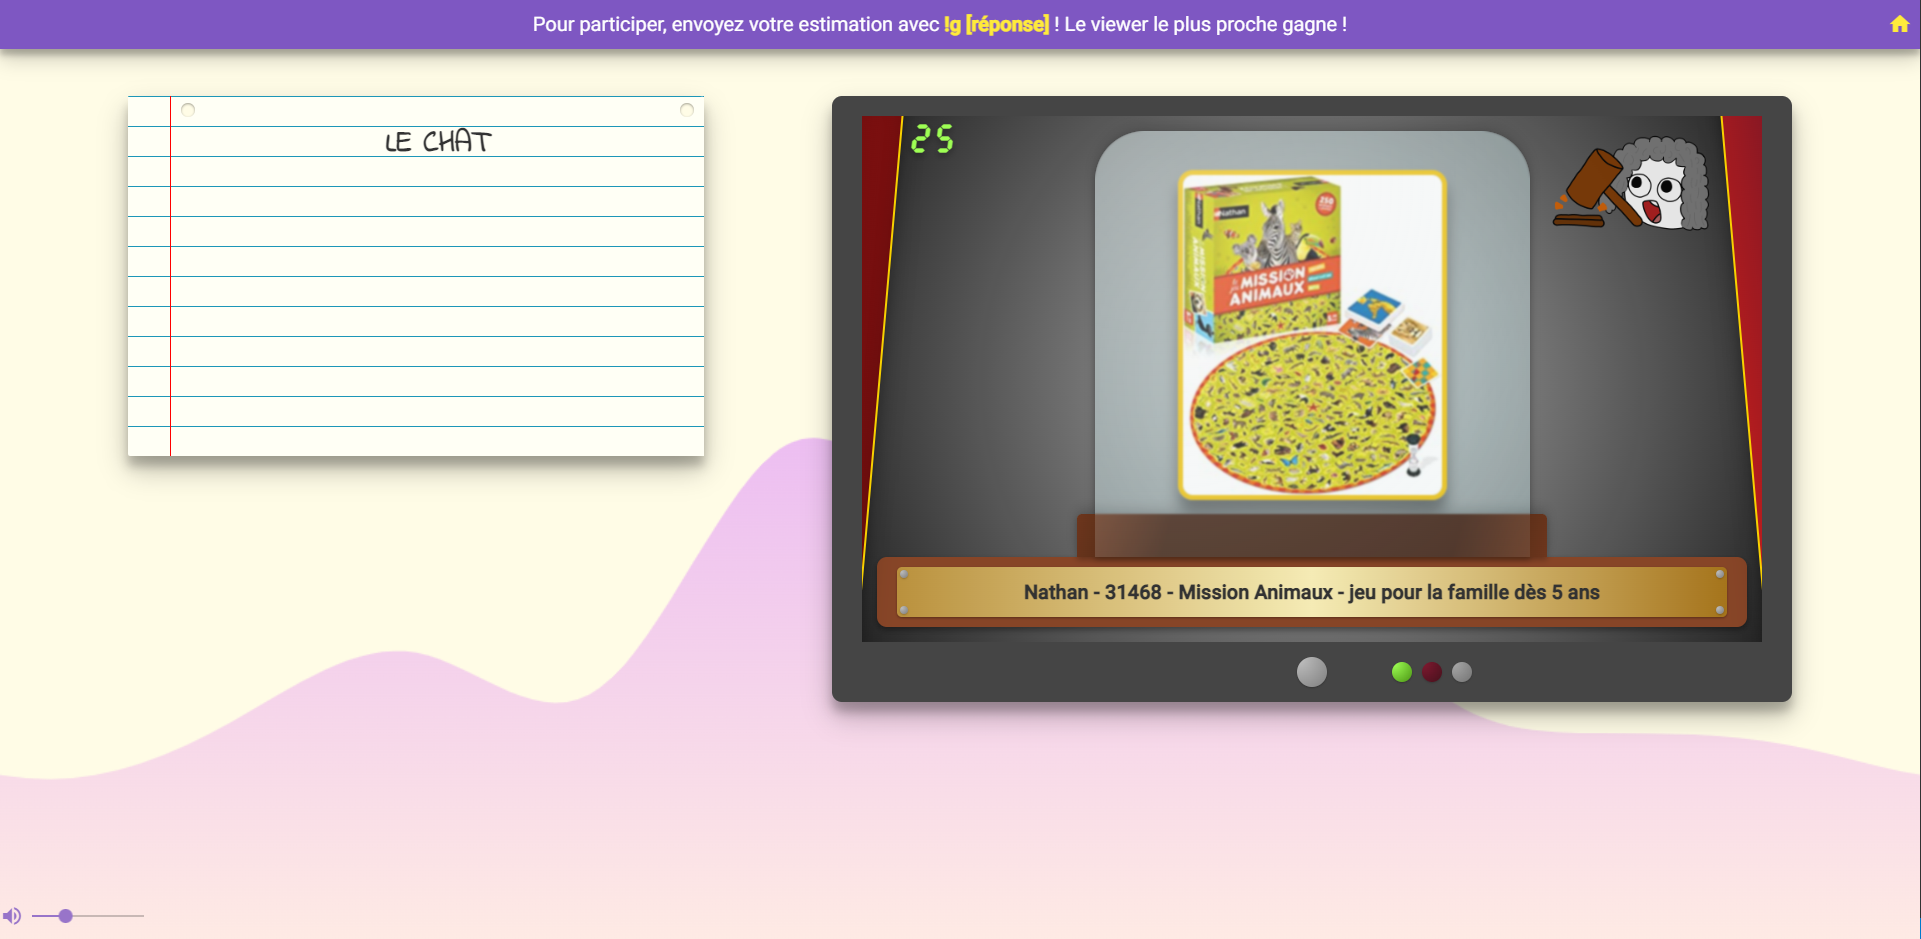 Pour participer, envoyez votre estimation avec !g [réponse] ! Le viewer le plus proche gagne !
LE CHAT
25
Nathan
250
MISSION
ANIMAUX
Nathan - 31468 - Mission Animaux - jeu pour la famille dès 5 ans